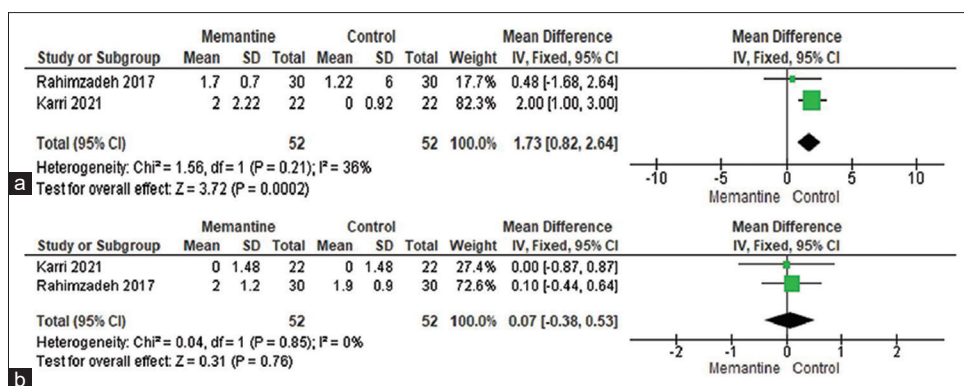 Memantine Control Mean Difference Mean Difference
Study or Subgroup Mean SD Total Mean SD Total Weight IV, Fixed, 95% CI IV, Fixed, 95% CI
Rahimzadeh 2017 1.7 0.7 30 1.22 6 30 17.7% 0.48 [-1.68, 2.64]
Karri 2021 2 2.22 22 0 0.92 22 82.3% 2.00 [1.00, 3.00]
Total (95% CI) 52 52 100.0% 1.73 [0.82, 2.64]
Heterogeneity: Chi² = 1.56, df = 1 (P = 0.21); I² = 36%
Test for overall effect: Z = 3.72 (P = 0.0002)
-10 -5 0 5 10
Memantine Control
a
Memantine Control Mean Difference Mean Difference
Study or Subgroup Mean SD Total Mean SD Total Weight IV, Fixed, 95% CI IV, Fixed, 95% CI
Karri 2021 0 1.48 22 0 1.48 22 27.4% 0.00 [-0.87, 0.87]
Rahimzadeh 2017 2 1.2 30 1.9 0.9 30 72.6% 0.10 [-0.44, 0.64]
Total (95% CI) 52 52 100.0% 0.07 [-0.38, 0.53]
Heterogeneity: Chi² = 0.04, df = 1 (P = 0.85); I² = 0%
Test for overall effect: Z = 0.31 (P = 0.76)
-2 -1 0 1 2
Memantine Control
b